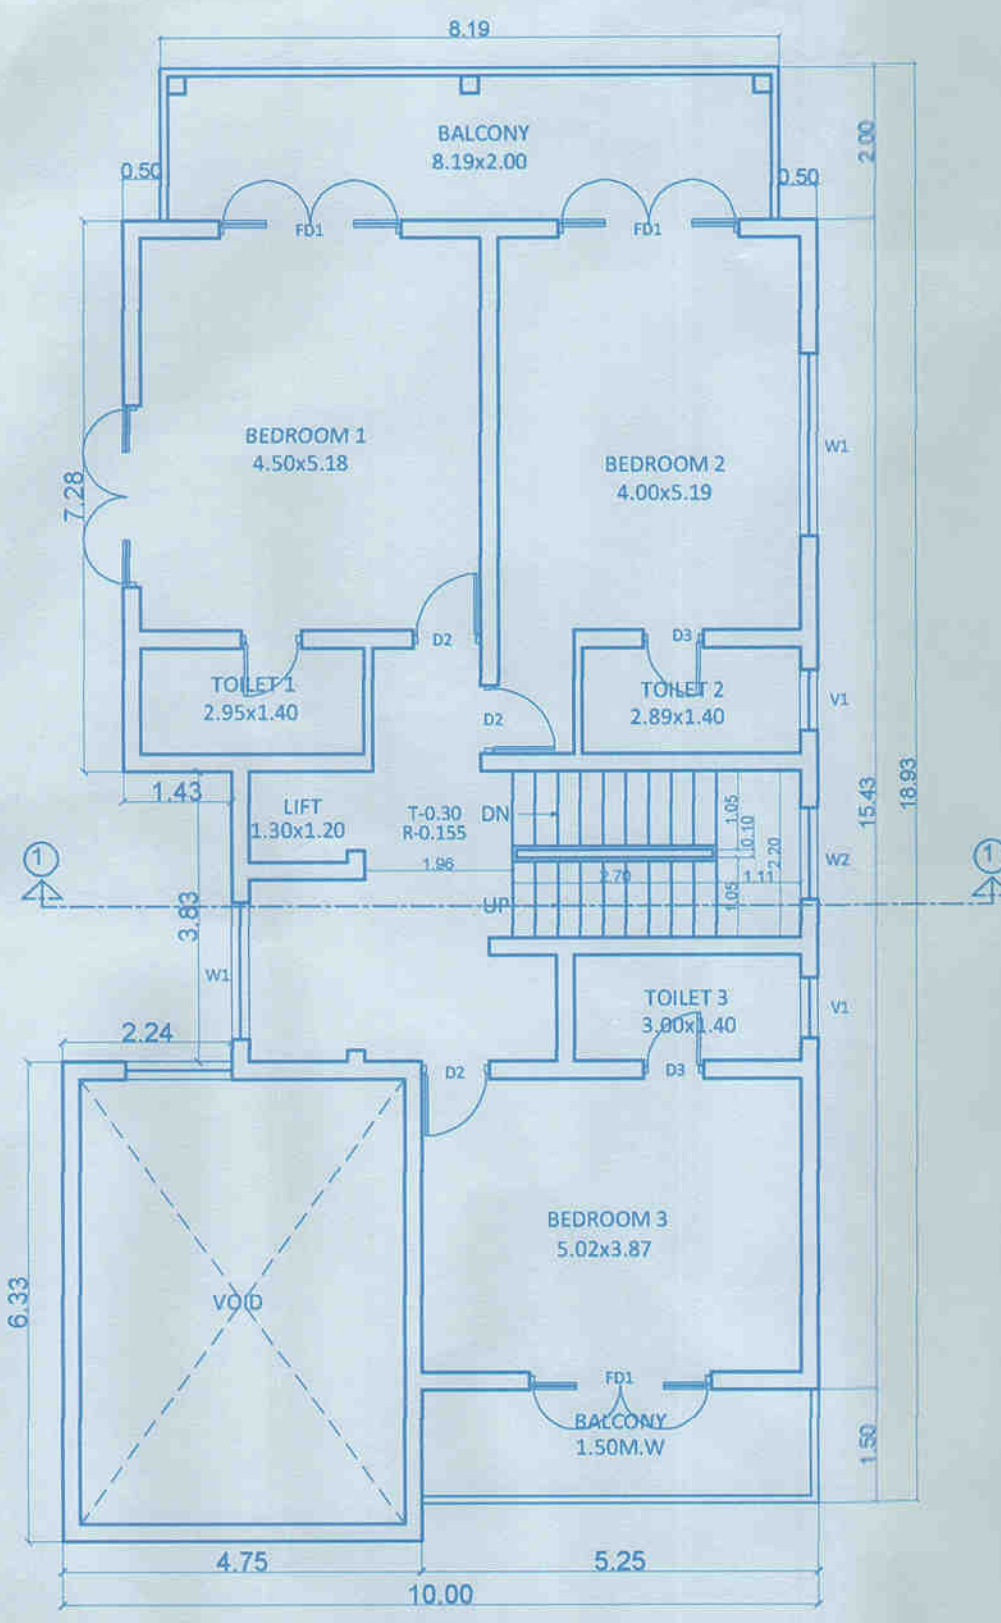 8.19
BALCONY
8.19x2.00
2.00
0.50
0.50
FD1
FD1
BEDROOM 1
4.50x5.18
BEDROOM 2
4.00x5.19
W1
7.28
D2
D3
TOILET 1
2.95x1.40
TOILET 2
2.89x1.40
V1
D2
1.43
LIFT
1.30x1.20
T-0.30
R-0.155
DN
1.05
0.10
2.20
15.43
18.93
1
1.96
2.70
1.11
W2
1
UP
1.05
3.83
W1
TOILET 3
3.00x1.40
V1
2.24
D2
D3
BEDROOM 3
5.02x3.87
6.33
VOID
FD1
BALCONY
1.50M.W
1.50
4.75
5.25
10.00